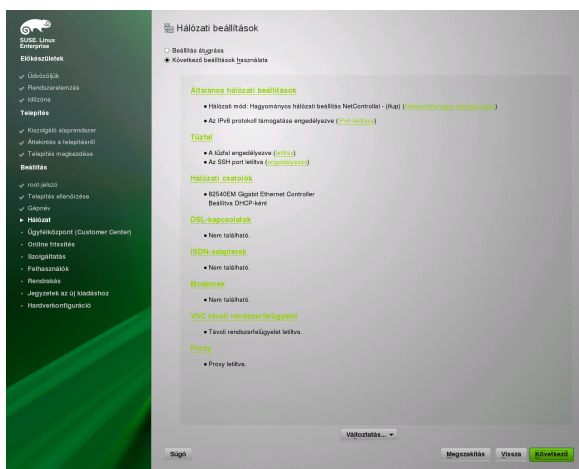 SUSE. Linux
Enterprise
Előkészületek
Üdvözöljük
Rendszerelemzés
Időzóna
Telepítés
Kiszolgáló alaprendszer
Áttekintés a telepítésről
Telepítés megkezdése
Beállítás
root-jelszó
Telepítés ellenőrzése
Gépnév
Hálózat
Ügyfélközpont (Customer Center)
Online frissítés
Szolgáltatás
Felhasználók
Rendrakás
Jegyzetek az új kiadáshoz
Hardverkonfiguráció
Hálózati beállítások
Beállítás átugrása
Következő beállítások használata
Általános hálózati beállítások
Hálózati mód: Hagyományos hálózati beállítás NetControllal - (ifup) (
Az IPv6 protokoll támogatása engedélyezve (IPv6 letiltása)
Tűzfal
A tűzfal engedélyezve (letiltás)
Az SSH port letiltva (engedélyezés)
Hálózati csatolók
82540EM Gigabit Ethernet Controller
Beállítva DHCP-ként
DSL-kapcsolatok
Nem található.
ISDN-adapterek
Nem található.
Modemek
Nem található.
VNC távoli rendszerfelügyelet
Távoli rendszerfelügyelet letiltva.
Proxy
Proxy letiltva.
Változtatás...
Súgó
Megszakítás
Vissza
Következő